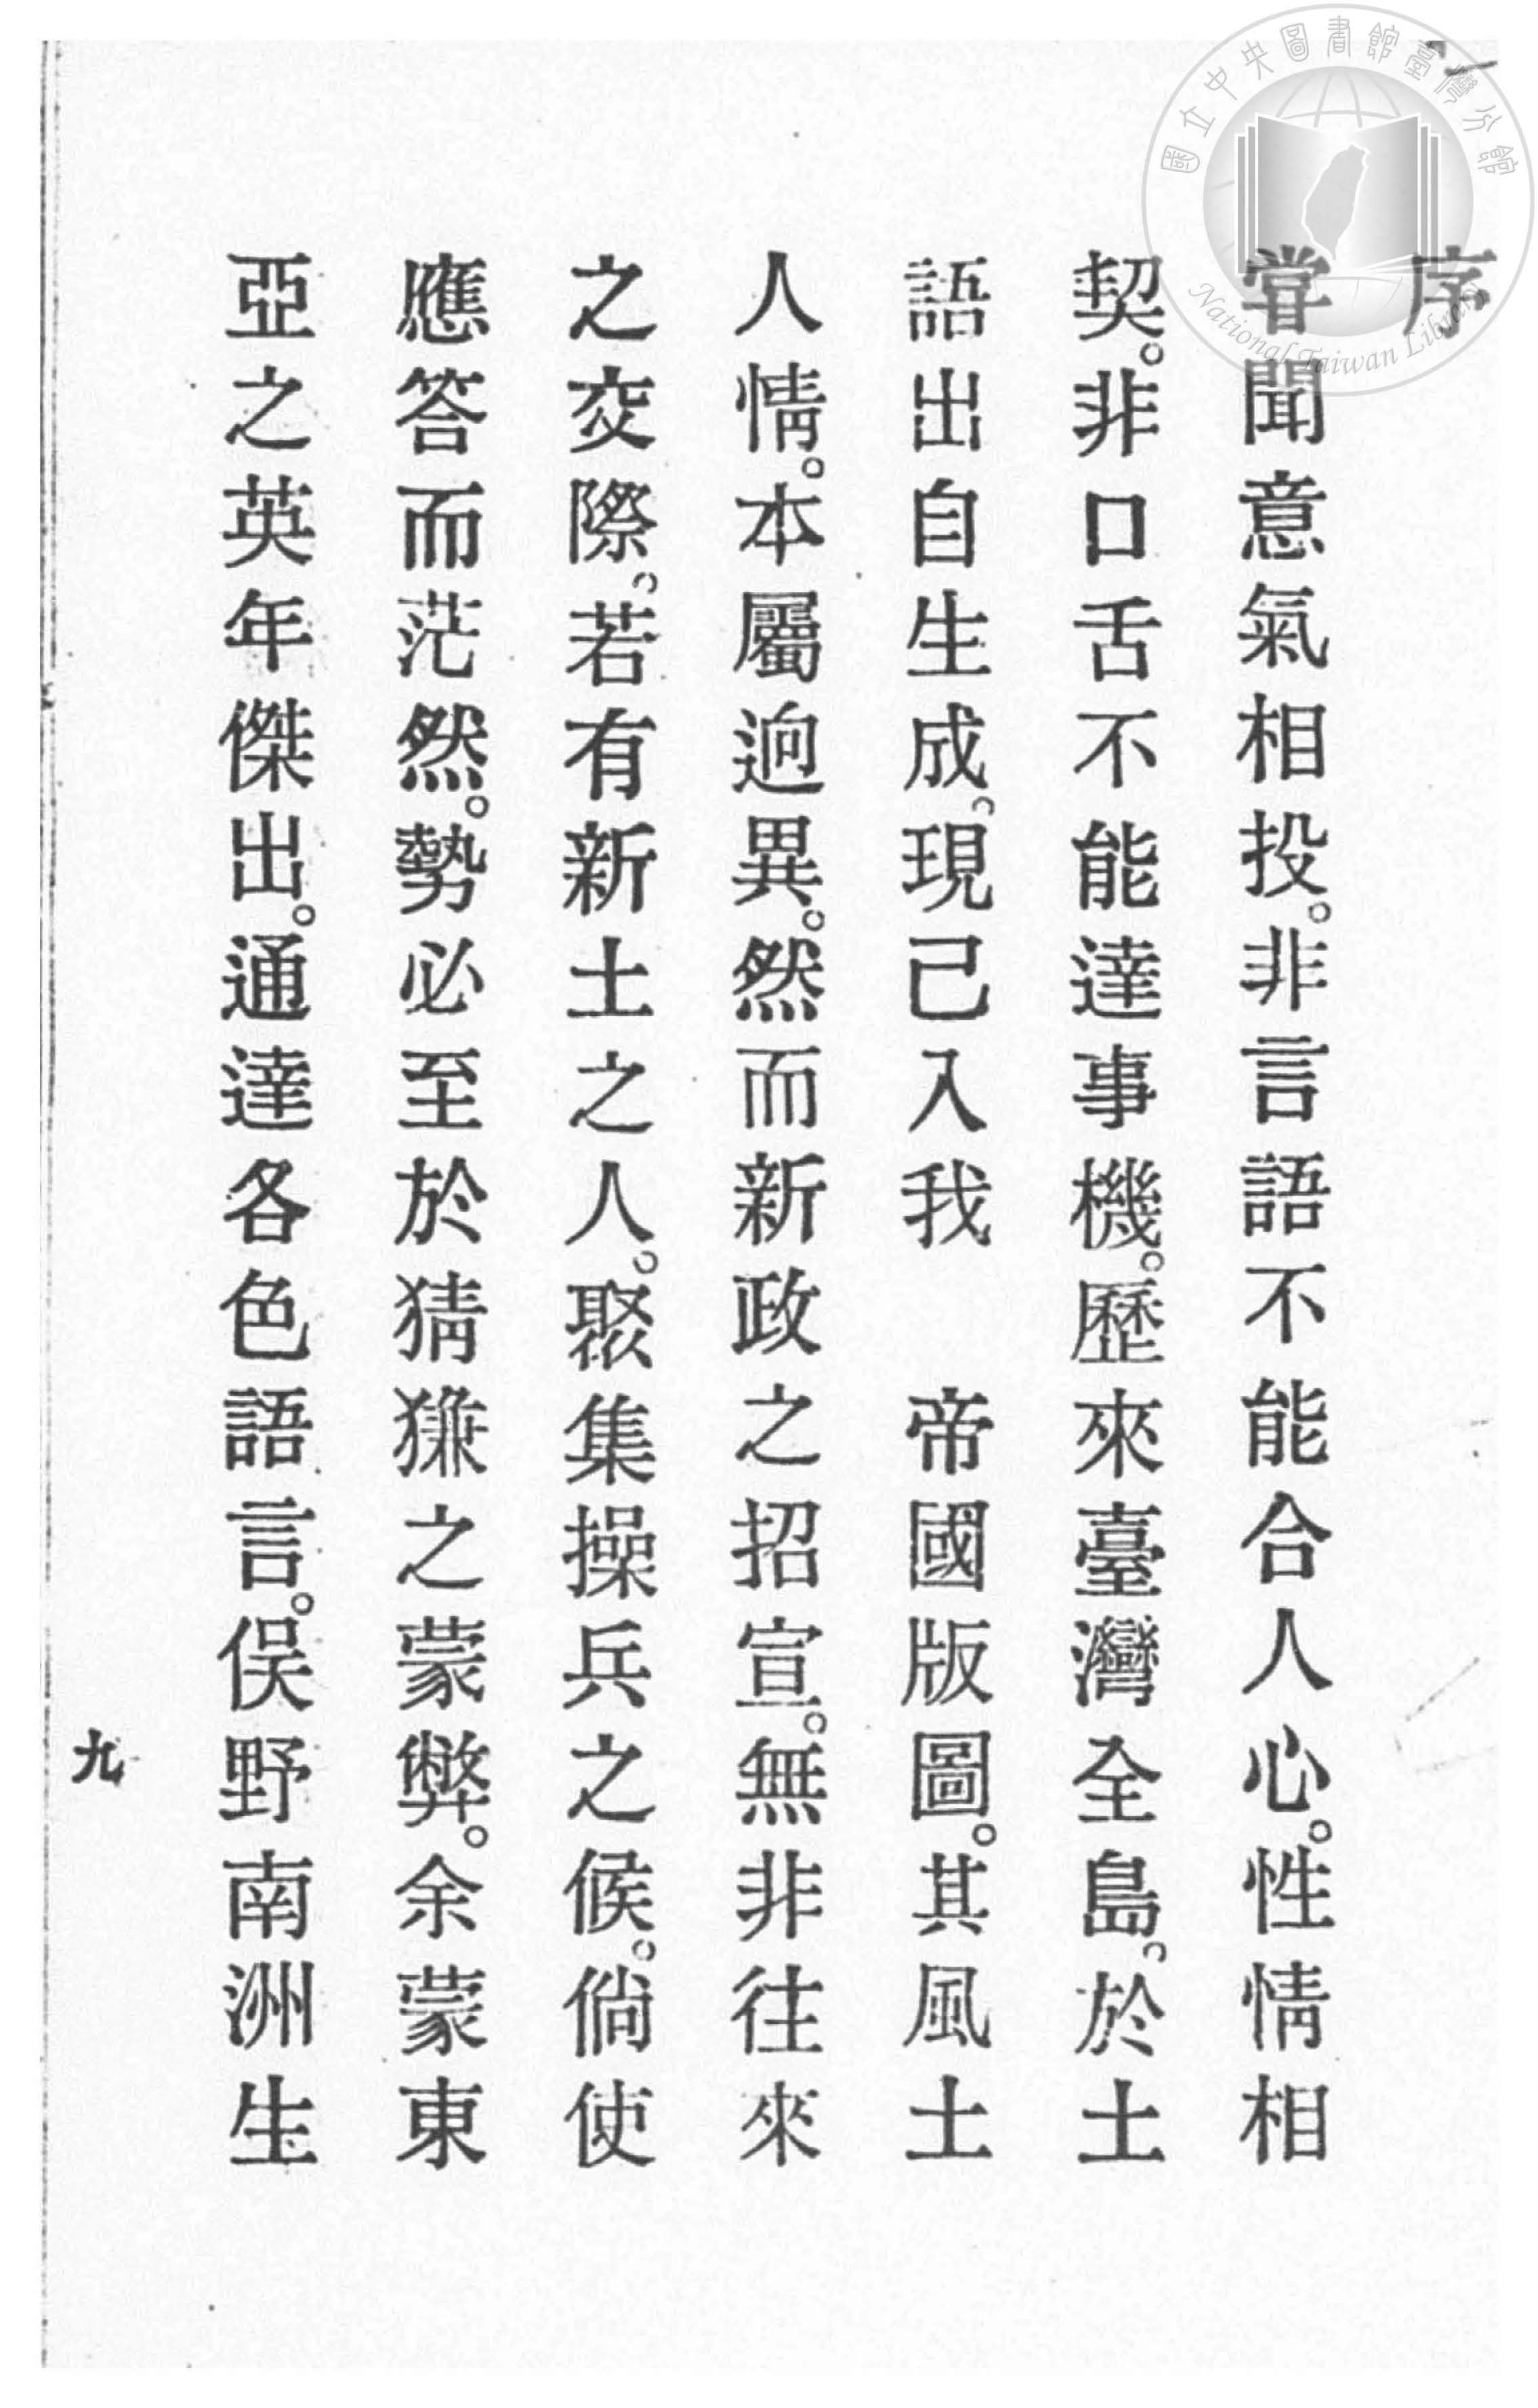 序
甞聞意氣相投。非言語不能合人心。性情相
契。非口舌不能達事機。歷來臺灣全島。於土
語出自生成。現已入我　帝國版圖。其風土
人情。本屬逈異。然而新政之招宣。無非往來
之交際。若有新土之人。聚集操兵之候。倘使
應答而茫然。勢必至於猜㺌之蒙弊。余蒙東
亞之英年傑出。通達各色語言。俣野南洲生
九
國立中央圖書館臺灣分館
National Taiwan Library